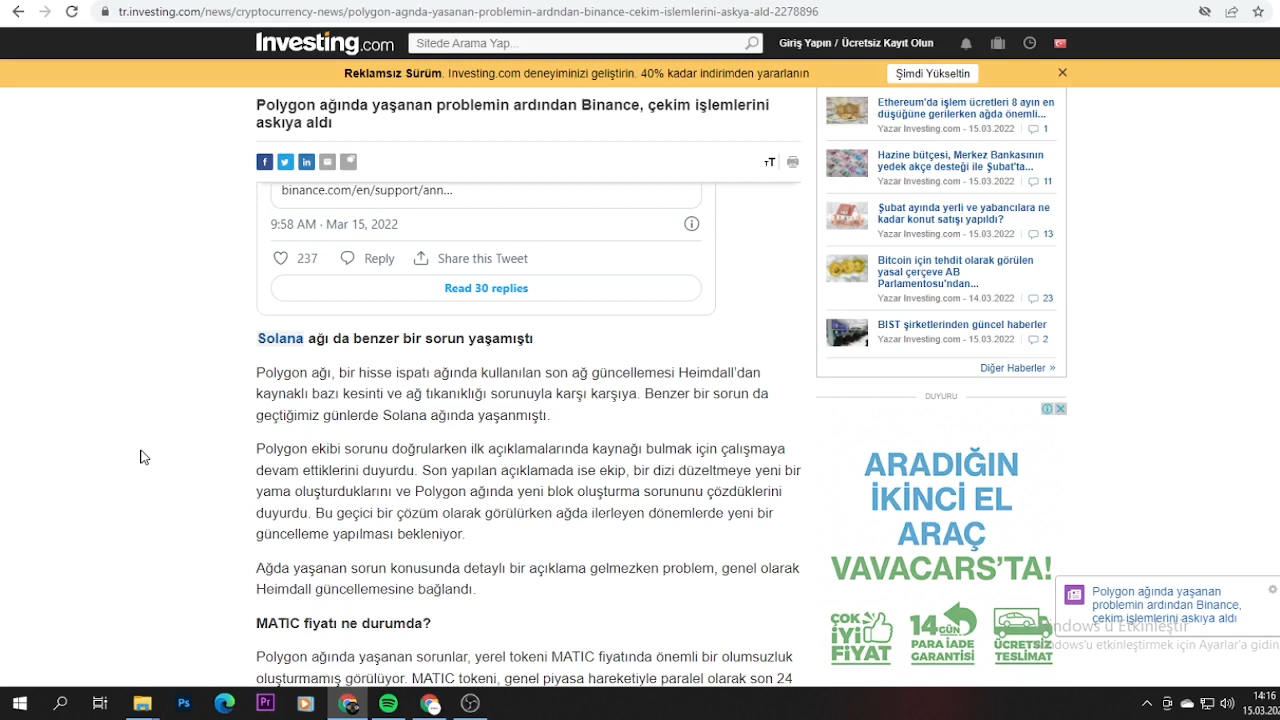 tr.investing.com/news/cryptocurrency-news/polygon-agnda-yasanan-problemin-ardndan-binance-cekim-islemlerini-askya-ald-2278896
Investing.com
Sitede Arama Yap...
Giriş Yapın / Ücretsiz Kayıt Olun
Reklamsız Sürüm. Investing.com deneyiminizi geliştirin. 40% kadar indirimden yararlanın
Şimdi Yükseltin
Polygon ağında yaşanan problemin ardından Binance, çekim işlemlerini
askıya aldı
binance.com/en/support/ann...
9:58 AM · Mar 15, 2022
237
Reply
Share this Tweet
Read 30 replies
Solana ağı da benzer bir sorun yaşamıştı
Polygon ağı, bir hisse ispatı ağında kullanılan son ağ güncellemesi Heimdall’dan
kaynaklı bazı kesinti ve ağ tıkanıklığı sorunuyla karşı karşıya. Benzer bir sorun da
geçtiğimiz günlerde Solana ağında yaşanmıştı.
Polygon ekibi sorunu doğrularken ilk açıklamalarında kaynağı bulmak için çalışmaya
devam ettiklerini duyurdu. Son yapılan açıklamada ise ekip, bir dizi düzeltmeye yeni bir
yama oluşturduklarını ve Polygon ağında yeni blok oluşturma sorununu çözdüklerini
duyurdu. Bu geçici bir çözüm olarak görülürken ağda ilerleyen dönemlerde yeni bir
güncelleme yapılması bekleniyor.
Ağda yaşanan sorun konusunda detaylı bir açıklama gelmezken problem, genel olarak
Heimdall güncellemesine bağlandı.
MATIC fiyatı ne durumda?
Polygon'da yaşanan sorunlar, yerel tokeni MATIC fiyatında önemli bir olumsuzluk
oluşturmamış görülüyor. MATIC tokeni, genel piyasa hareketiyle paralel olarak son 24
Ethereum'da işlem ücretleri 8 ayın en
düşüğüne gerilerken ağda önemli...
Yazar Investing.com - 15.03.2022 | 1
Hazine bütçesi, Merkez Bankasının
yedek akçe desteği ile Şubat'ta...
Yazar Investing.com - 15.03.2022 | 11
Şubat ayında yerli ve yabancılara ne
kadar konut satışı yapıldı?
Yazar Investing.com - 15.03.2022 | 13
Bitcoin için tehdit olarak görülen
yasal çerçeve AB
Parlamentosu'ndan...
Yazar Investing.com - 14.03.2022 | 23
BIST şirketlerinden güncel haberler
Yazar Investing.com - 15.03.2022 | 2
Diğer Haberler »
DUYURU
ARADIĞIN
İKİNCİ EL
ARAÇ
VAVACARS’TA!
ÇOK İYİ FİYAT
14 GÜN PARA İADE GARANTİSİ
ÜCRETSİZ TESLİMAT
Polygon ağında yaşanan
problemin ardından Binance,
çekim işlemlerini askıya aldı
Windows'u Etkinleştir
Windows'u etkinleştirmek için Ayarlar'a gidin
14:16
15.03.202